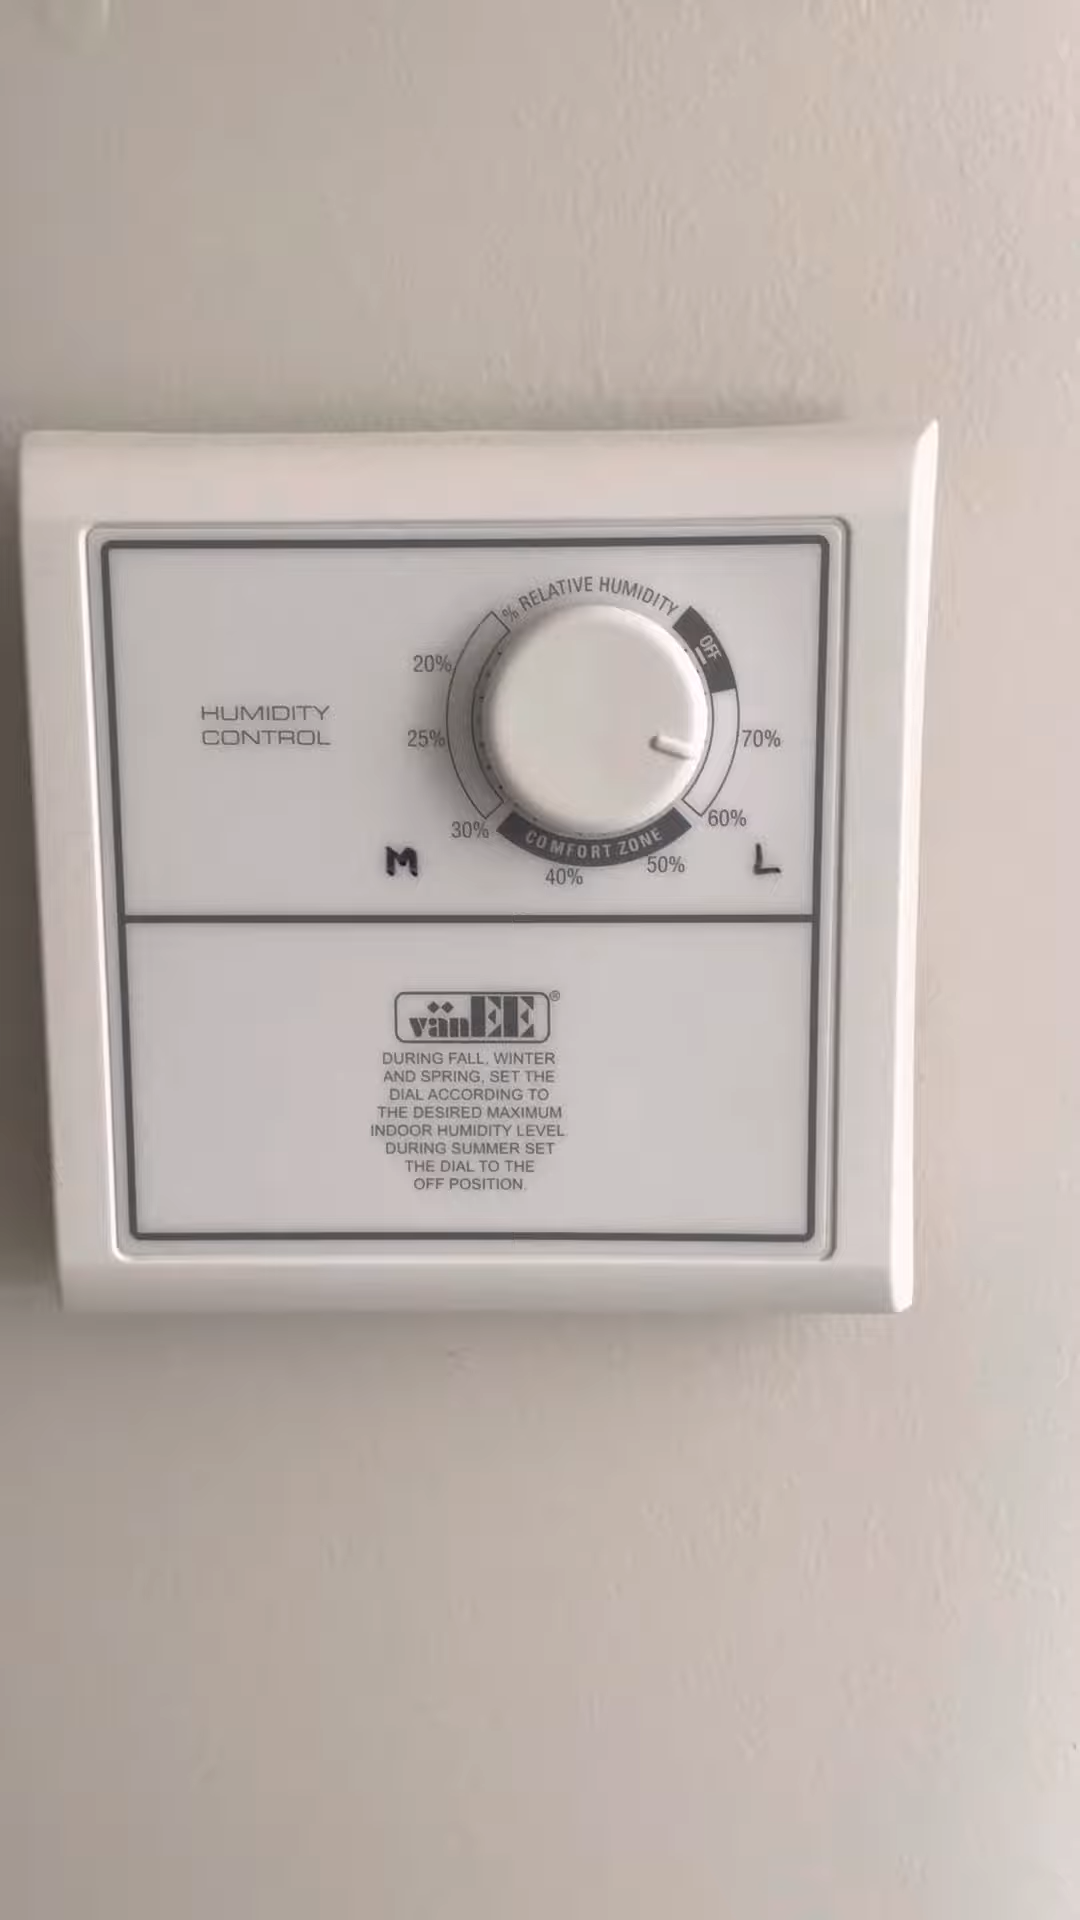 % RELATIVE HUMIDITY
OFF
20%
HUMIDITY
CONTROL
25%
70%
30%
60%
COMFORT ZONE
40%
50%
M
L
vänEE®
DURING FALL, WINTER
AND SPRING, SET THE
DIAL ACCORDING TO
THE DESIRED MAXIMUM
INDOOR HUMIDITY LEVEL
DURING SUMMER SET
THE DIAL TO THE
OFF POSITION.